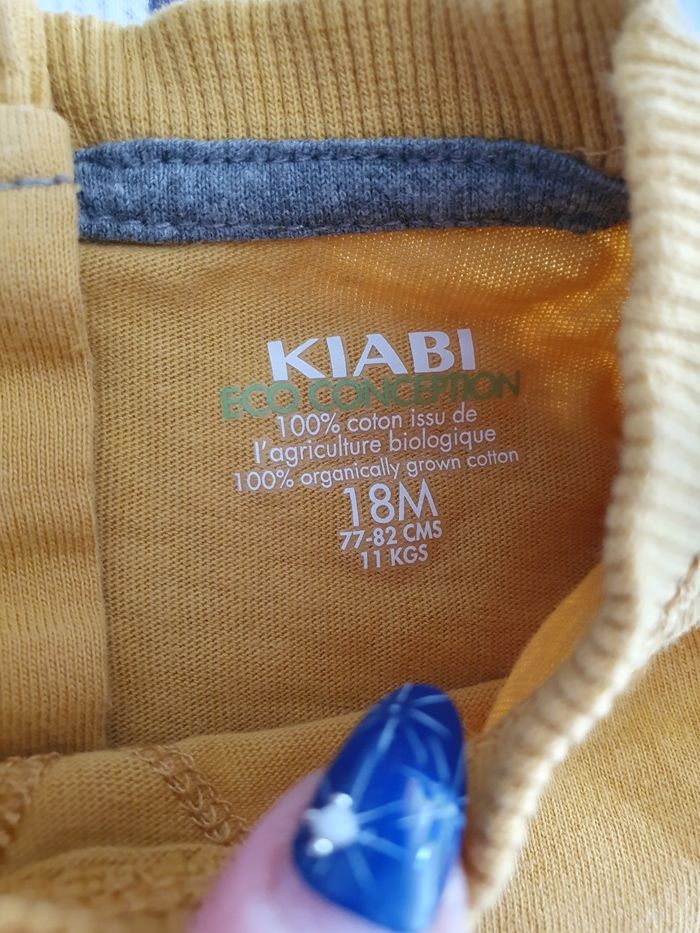 KIABI
ECO CONCEPTION
100% coton issu de
l'agriculture biologique
100% organically grown cotton
18M
77-82 CMS
11 KGS